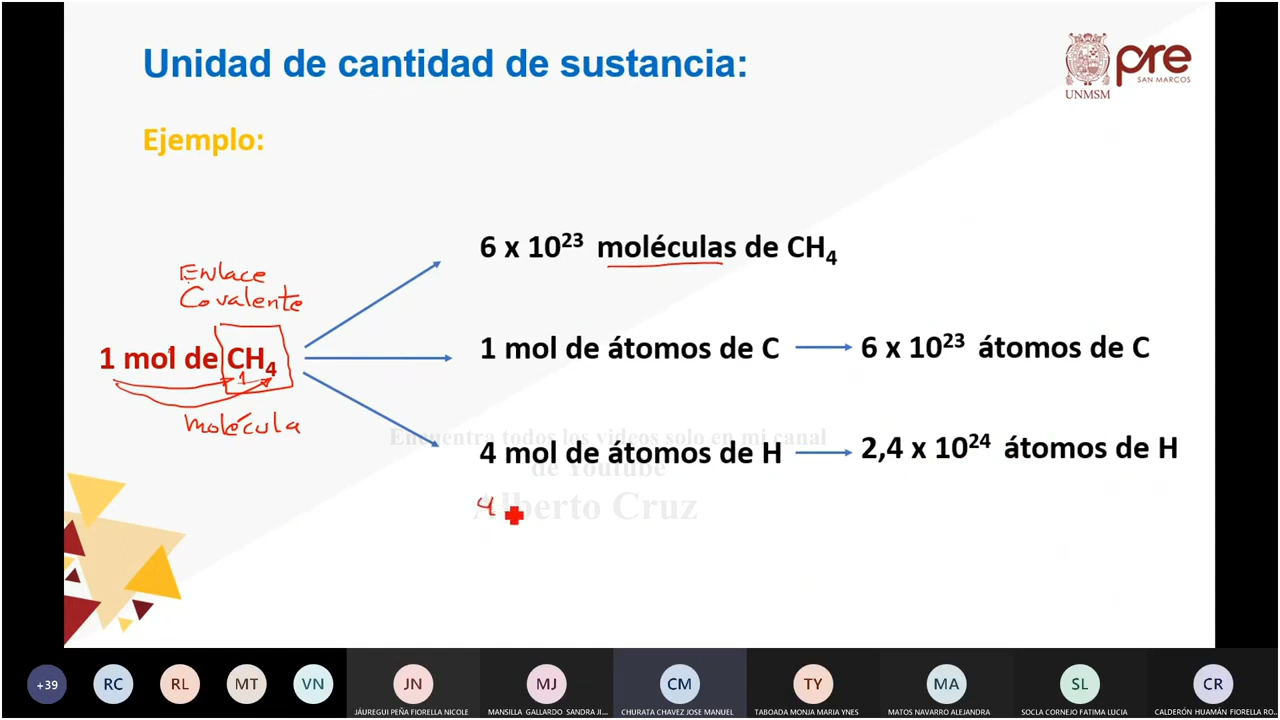 Unidad de cantidad de sustancia:
pre
SAN MARCOS
UNMSM
Ejemplo:
6 x 10²³ moléculas de CH₄
Enlace
Covalente
1 mol de CH₄
1
molécula
1 mol de átomos de C
6 x 10²³ átomos de C
4 mol de átomos de H
2,4 x 10²⁴ átomos de H
Encuentra todos los videos solo en mi canal
de Youtube
Alberto Cruz
4
+39
RC
RL
MT
VN
JN
JÁUREGUI PEÑA FIORELLA NICOLE
MJ
MANSILLA GALLARDO SANDRA JI...
CM
CHURATA CHAVEZ JOSE MANUEL
TY
TABOADA MONJA MARIA YNES
MA
MATOS NAVARRO ALEJANDRA
SL
SOCLA CORNEJO FATIMA LUCIA
CR
CALDERÓN HUAMÁN FIORELLA RO...